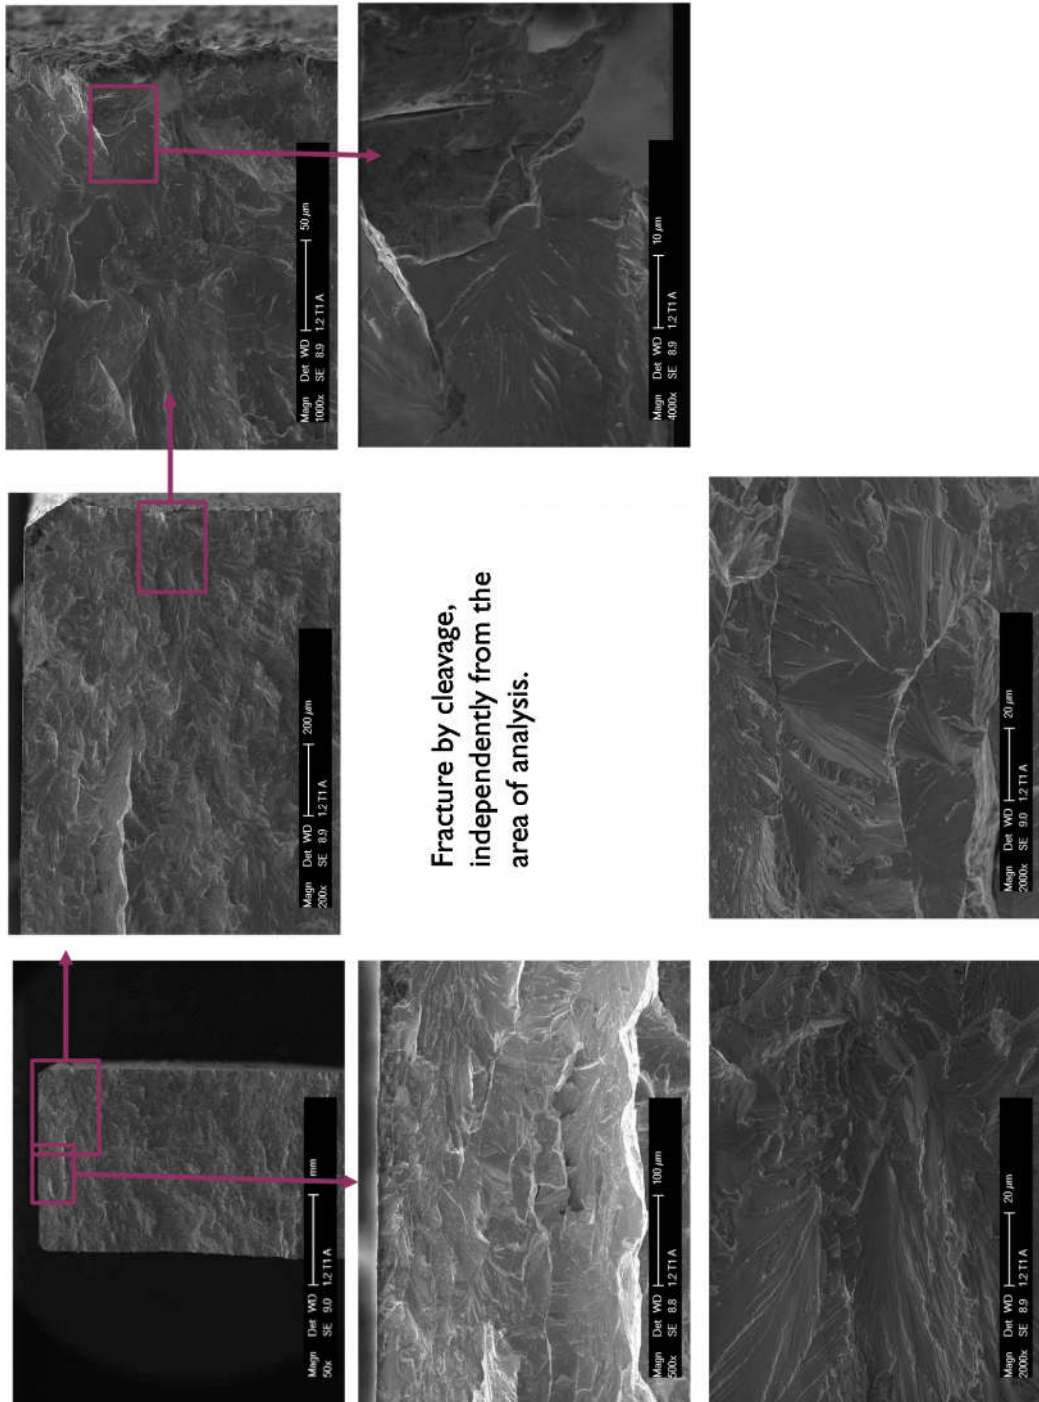 Magn Det WD mm
50x SE 9.0 1.2 T1 A
Magn Det WD 200 µm
200x SE 8.9 1.2 T1 A
Magn Det WD 50 µm
1000x SE 8.9 1.2 T1 A
Magn Det WD 100 µm
500x SE 8.8 1.2 T1 A
Fracture by cleavage,
independently from the
area of analysis.
Magn Det WD 10 µm
4000x SE 8.9 1.2 T1 A
Magn Det WD 20 µm
2000x SE 8.9 1.2 T1 A
Magn Det WD 20 µm
2000x SE 9.0 1.2 T1 A